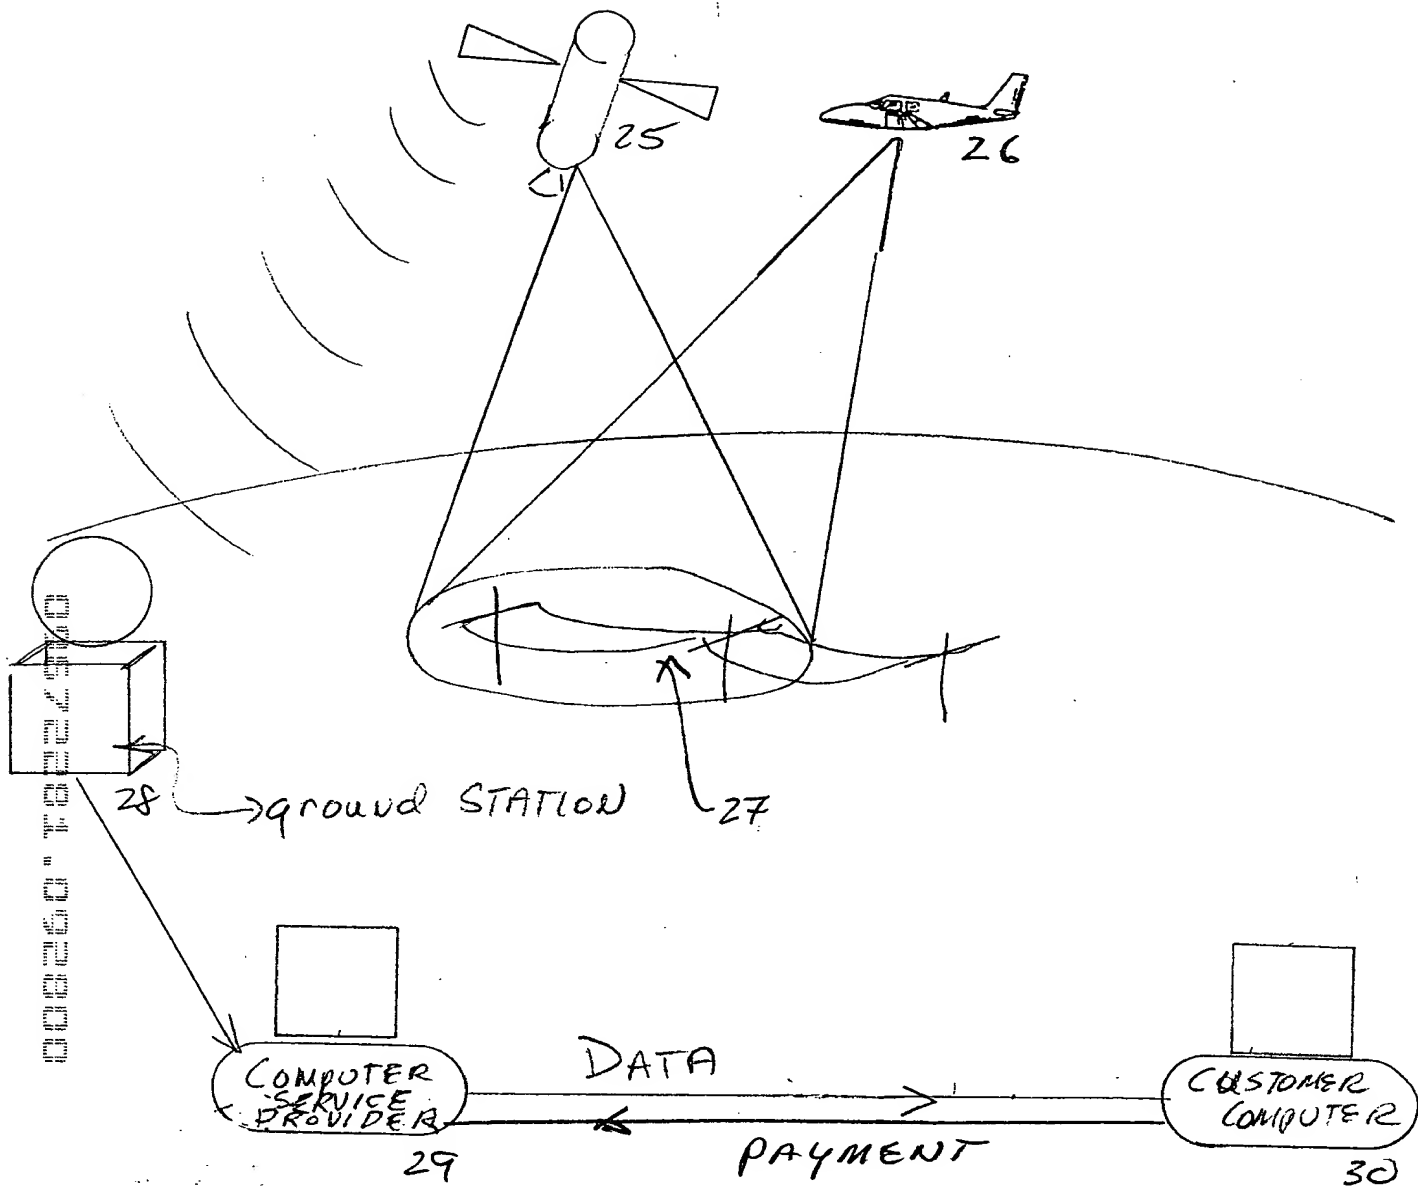 25
26
28
ground STATION
27
DATA
COMPUTER
SERVICE
PROVIDER
CUSTOMER
COMPUTER
PAYMENT
29
30